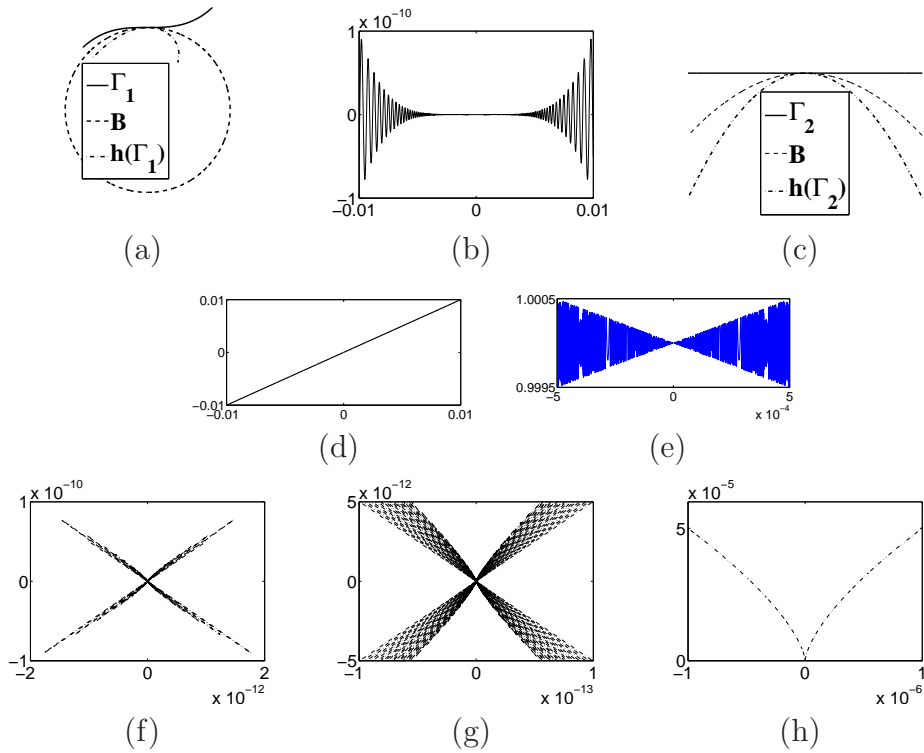 Γ1
B
h(Γ1)
(a)
x 10−10
1
0
−1
−0.01 0 0.01
(b)
Γ2
B
h(Γ2)
(c)
0.01
0
−0.01
−0.01 0 0.01
(d)
1.0005
0.9995
−5 0 5
x 10−4
(e)
x 10−10
1
0
−1
−2 0 2
x 10−12
(f)
x 10−12
5
0
−5
−1 0 1
x 10−13
(g)
x 10−5
5
0
−1 0 1
x 10−6
(h)